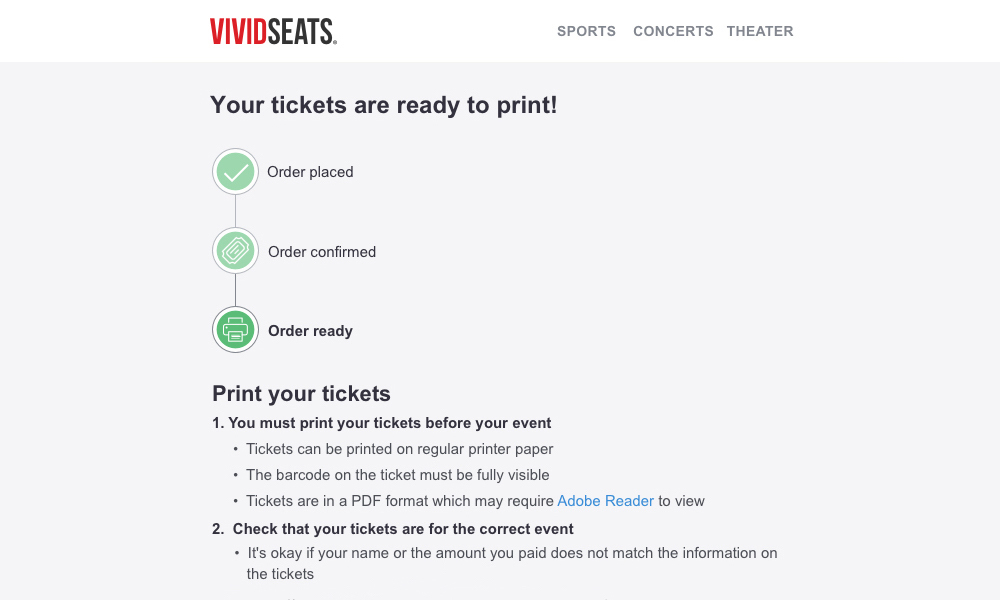 VIVIDSEATS®
SPORTS CONCERTS THEATER
Your tickets are ready to print!
Order placed
Order confirmed
Order ready
Print your tickets
1. You must print your tickets before your event
• Tickets can be printed on regular printer paper
• The barcode on the ticket must be fully visible
• Tickets are in a PDF format which may require Adobe Reader to view
2. Check that your tickets are for the correct event
• It's okay if your name or the amount you paid does not match the information on
the tickets